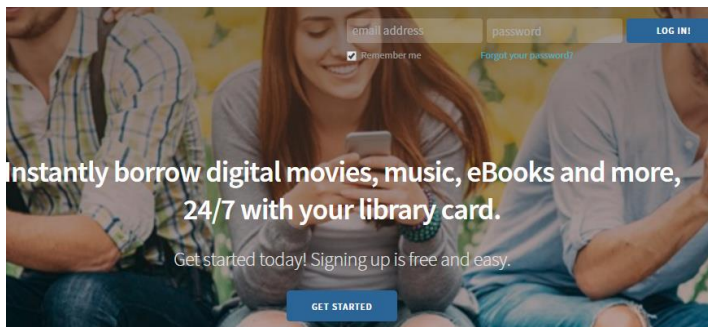 email address password LOG IN!
Remember me Forgot your password?
Instantly borrow digital movies, music, eBooks and more,
24/7 with your library card.
Get started today! Signing up is free and easy.
GET STARTED